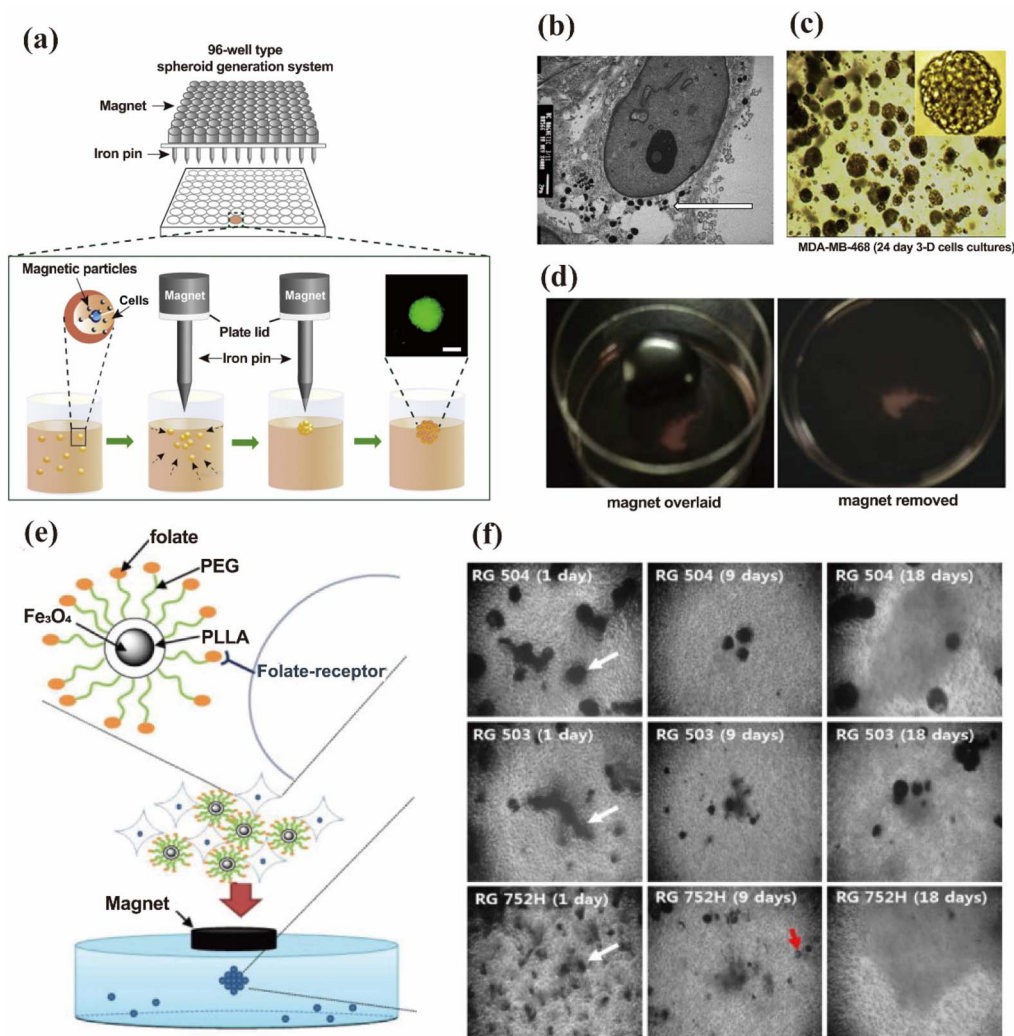 (a)
96-well type
spheroid generation system
Magnet
Iron pin
Magnetic particles
Cells
Magnet
Magnet
Plate lid
Iron pin
(b)
(c)
MDA-MB-468 (24 day 3-D cells cultures)
(d)
magnet overlaid
magnet removed
(e)
folate
PEG
Fe₃O₄
PLLA
Folate-receptor
Magnet
(f)
RG 504 (1 day)
RG 504 (9 days)
RG 504 (18 days)
RG 503 (1 day)
RG 503 (9 days)
RG 503 (18 days)
RG 752H (1 day)
RG 752H (9 days)
RG 752H (18 days)